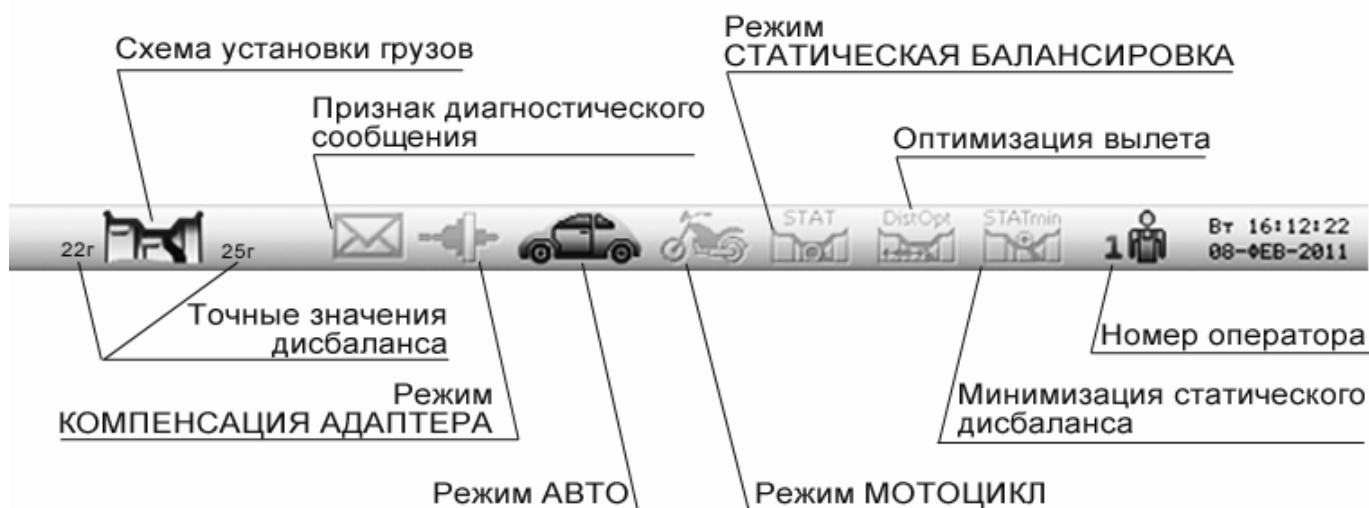 Режим
СТАТИЧЕСКАЯ БАЛАНСИРОВКА
Схема установки грузов
Признак диагностического
сообщения
Оптимизация вылета
STAT
DistOpt
STATmin
22г
25г
1
Вт 16:12:22
08-ФЕВ-2011
Точные значения
дисбаланса
Номер оператора
Режим
КОМПЕНСАЦИЯ АДАПТЕРА
Минимизация статического
дисбаланса
Режим АВТО
Режим МОТОЦИКЛ